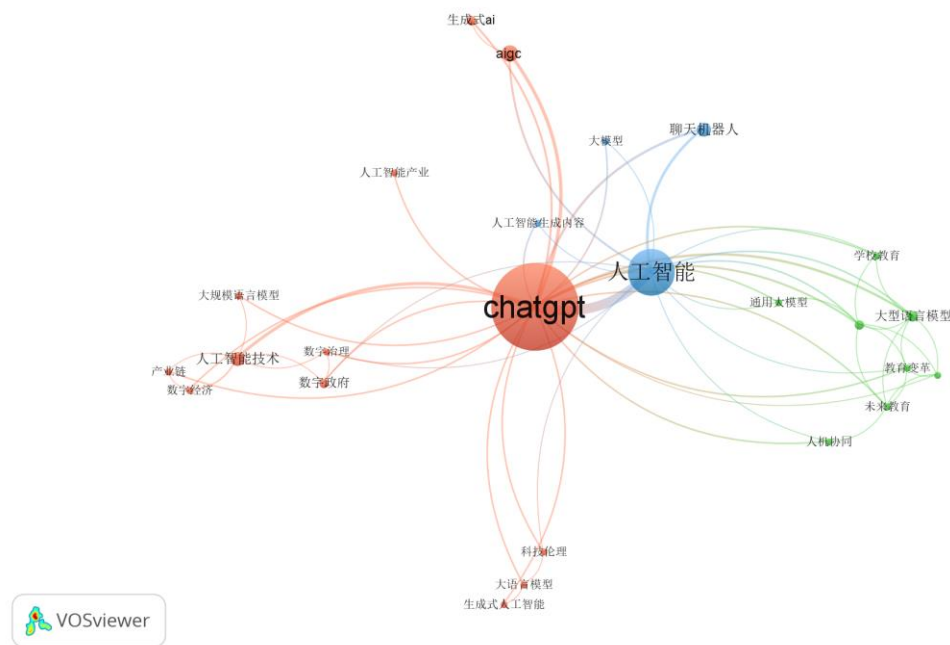 生成式ai
aigc
聊天机器人
大模型
人工智能产业
人工智能生成内容
学校教育
人工智能
大规模语言模型
chatgpt
通用大模型
大型语言模型
数字治理
人工智能技术
产业链
数字政府
教育变革
数字经济
未来教育
人机协同
科技伦理
大语言模型
生成式人工智能
VOSviewer